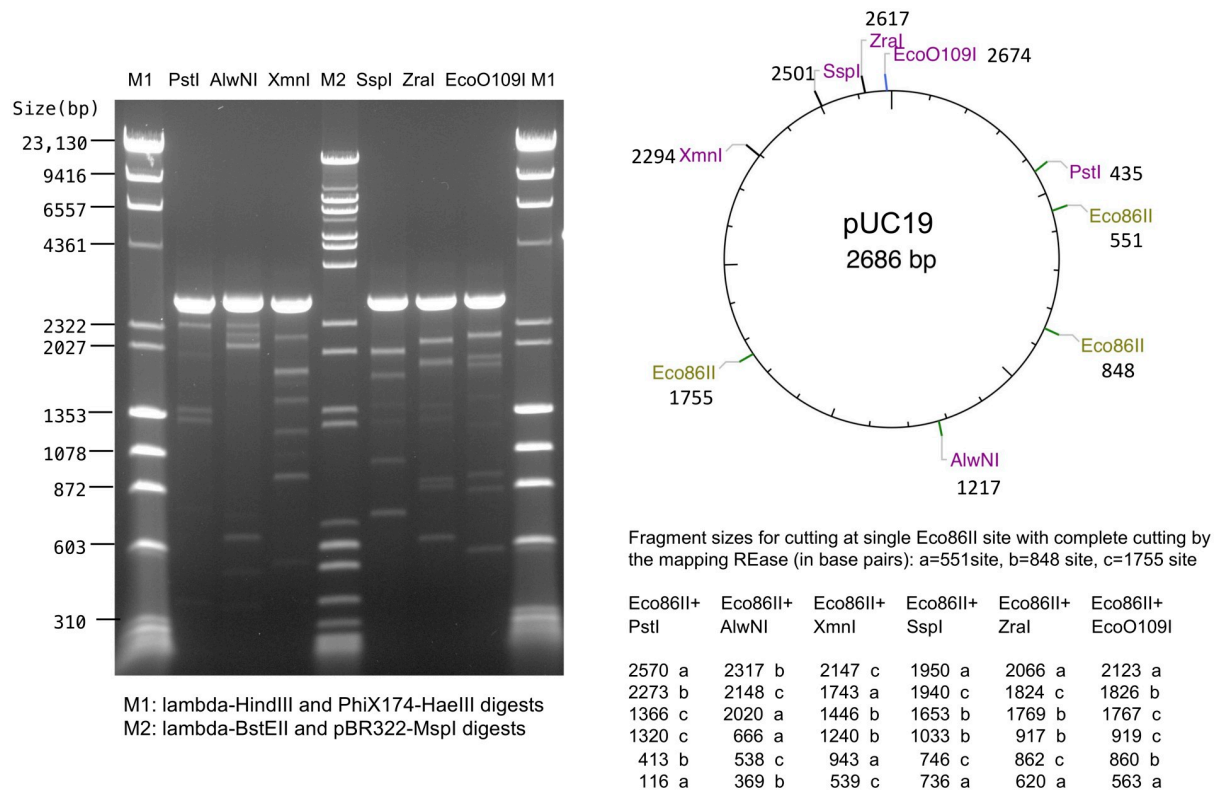 M1 PstI AlwNI XmnI M2 SspI ZraI EcoO109I M1
Size(bp)
23,130
9416
6557
4361
2322
2027
1353
1078
872
603
310
M1: lambda-HindIII and PhiX174-HaeIII digests
M2: lambda-BstEII and pBR322-MspI digests
2617
ZraI
EcoO109I 2674
2501 SspI
2294 XmnI
PstI 435
Eco86II
551
pUC19
2686 bp
Eco86II
848
Eco86II
1755
AlwNI
1217
Fragment sizes for cutting at single Eco86II site with complete cutting by
the mapping REase (in base pairs): a=551site, b=848 site, c=1755 site
Eco86II+ Eco86II+ Eco86II+ Eco86II+ Eco86II+ Eco86II+
PstI AlwNI XmnI SspI ZraI EcoO109I
2570 a 2317 b 2147 c 1950 a 2066 a 2123 a
2273 b 2148 c 1743 a 1940 c 1824 c 1826 b
1366 c 2020 a 1446 b 1653 b 1769 b 1767 c
1320 c 666 a 1240 b 1033 b 917 b 919 c
413 b 538 c 943 a 746 c 862 c 860 b
116 a 369 b 539 c 736 a 620 a 563 a